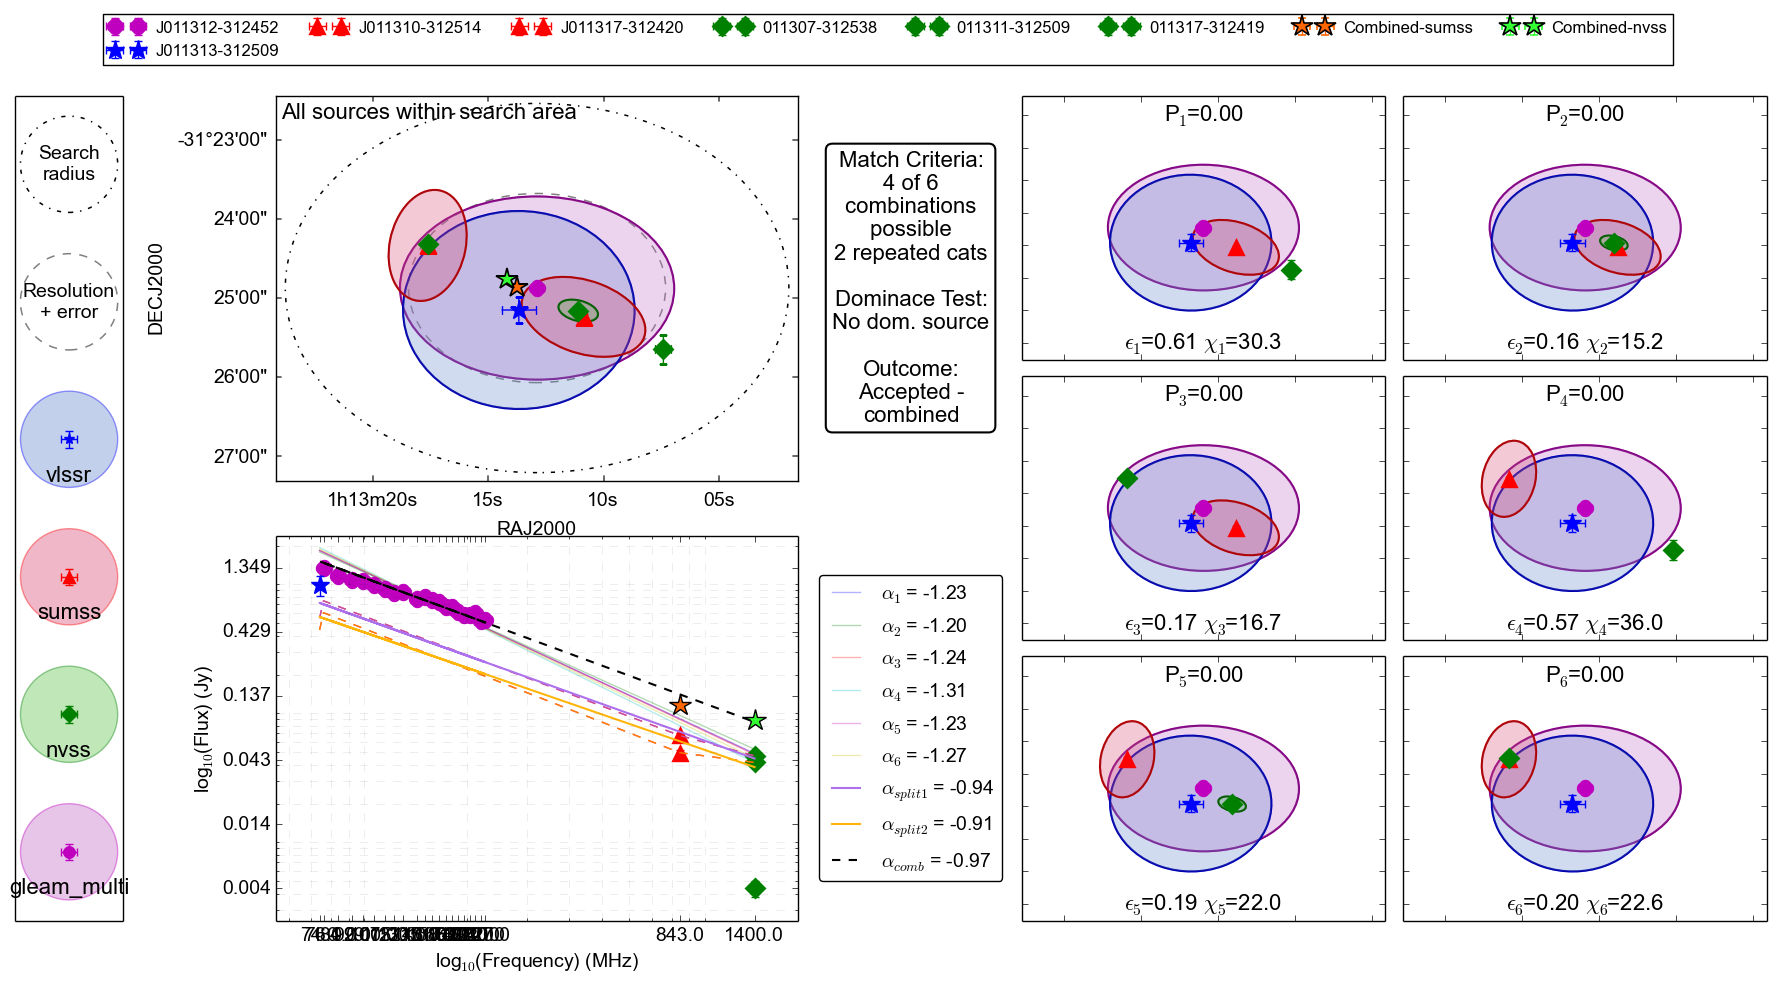 J011312-312452
J011310-312514
J011317-312420
011307-312538
011311-312509
011317-312419
Combined-sumss
Combined-nvss
J011313-312509
Search
radius
Resolution
+ error
vlssr
sumss
nvss
gleam_multi
All sources within search area
DECJ2000
-31°23'00"
24'00"
25'00"
26'00"
27'00"
1h13m20s
15s
10s
05s
RAJ2000
Match Criteria:
4 of 6
combinations
possible
2 repeated cats
Dominace Test:
No dom. source
Outcome:
Accepted -
combined
log₁₀(Flux) (Jy)
1.349
0.429
0.137
0.043
0.014
0.004
843.0
1400.0
log₁₀(Frequency) (MHz)
α₁ = -1.23
α₂ = -1.20
α₃ = -1.24
α₄ = -1.31
α₅ = -1.23
α₆ = -1.27
α_split1 = -0.94
α_split2 = -0.91
α_comb = -0.97
P₁=0.00
ϵ₁=0.61 χ₁=30.3
P₂=0.00
ϵ₂=0.16 χ₂=15.2
P₃=0.00
ϵ₃=0.17 χ₃=16.7
P₄=0.00
ϵ₄=0.57 χ₄=36.0
P₅=0.00
ϵ₅=0.19 χ₅=22.0
P₆=0.00
ϵ₆=0.20 χ₆=22.6